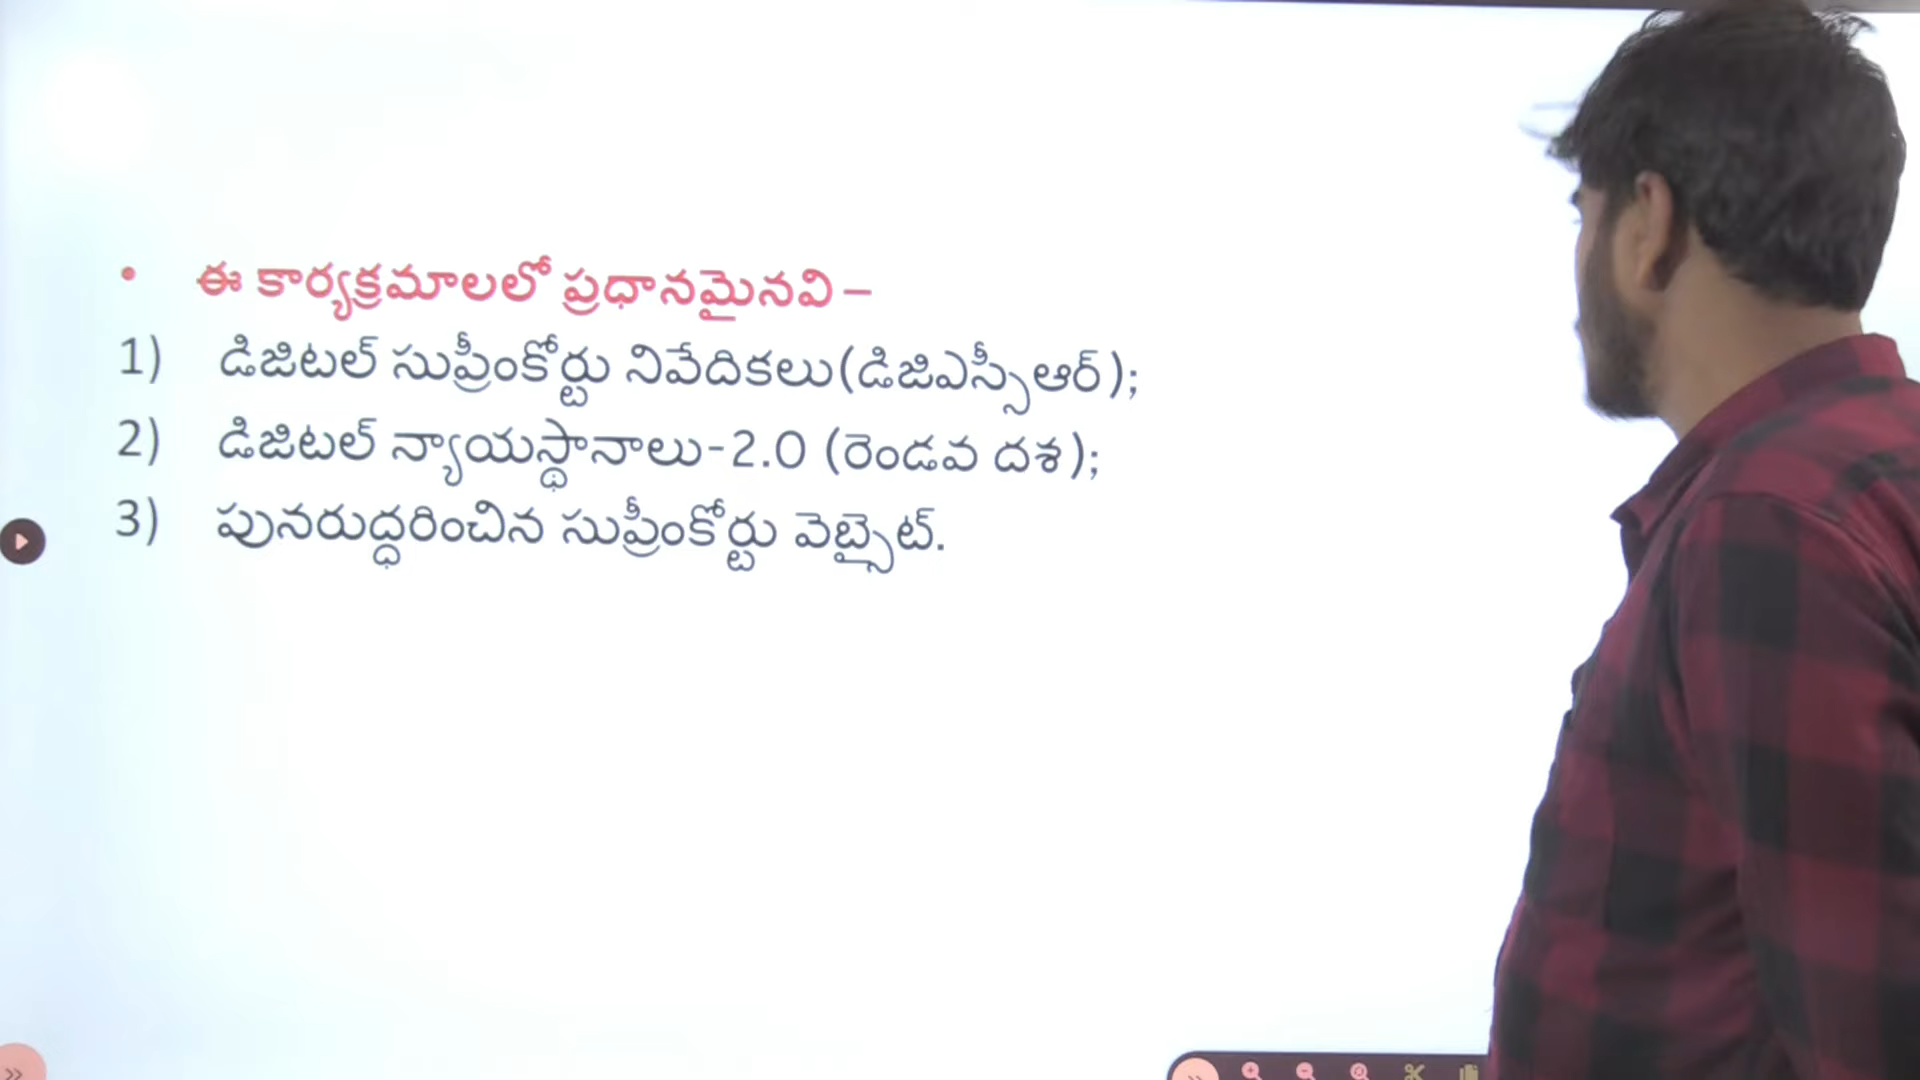 • ఈ కార్యక్రమాలలో ప్రధానమైనవి –
1) డిజిటల్ సుప్రీంకోర్టు నివేదికలు(డిజిఎస్సీఆర్);
2) డిజిటల్ న్యాయస్థానాలు-2.0 (రెండవ దశ);
3) పునరుద్ధరించిన సుప్రీంకోర్టు వెబ్సైట్.